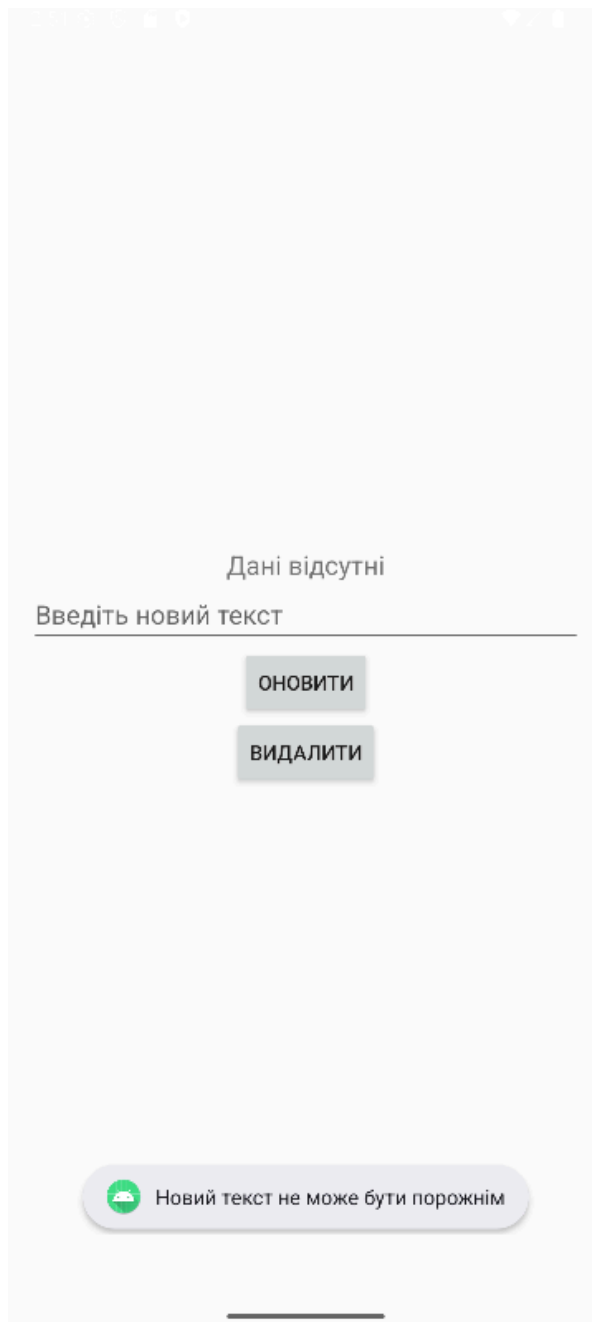 Дані відсутні
Введіть новий текст
ОНОВИТИ
ВИДАЛИТИ
Новий текст не може бути порожнім